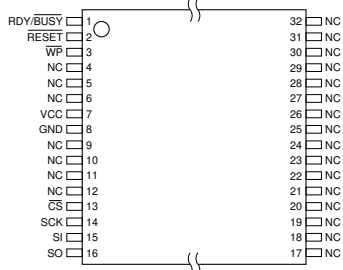 RDY/BUSY 1 32 NC
RESET 2 31 NC
WP 3 30 NC
NC 4 29 NC
NC 5 28 NC
NC 6 27 NC
VCC 7 26 NC
GND 8 25 NC
NC 9 24 NC
NC 10 23 NC
NC 11 22 NC
NC 12 21 NC
CS 13 20 NC
SCK 14 19 NC
SI 15 18 NC
SO 16 17 NC